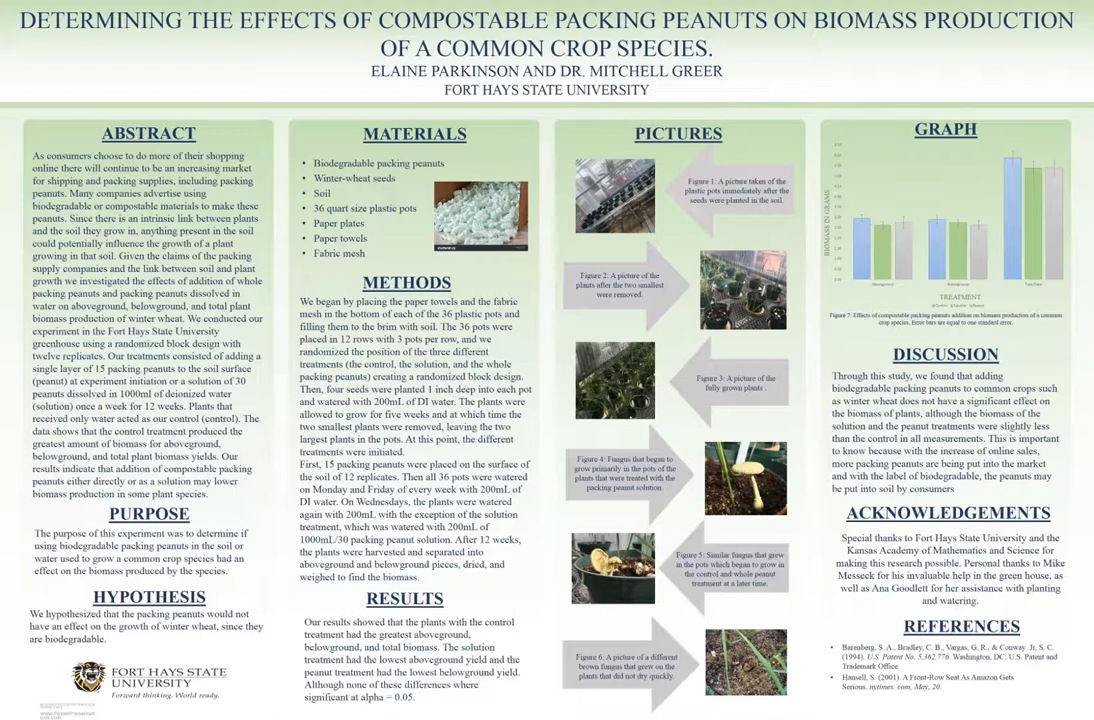 DETERMINING THE EFFECTS OF COMPOSTABLE PACKING PEANUTS ON BIOMASS PRODUCTION
OF A COMMON CROP SPECIES.
ELAINE PARKINSON AND DR. MITCHELL GREER
FORT HAYS STATE UNIVERSITY
ABSTRACT
As consumers choose to do more of their shopping
online there will continue to be an increasing market
for shipping and packing supplies, including packing
peanuts. Many companies advertise using
biodegradable or compostable materials to make these
peanuts. Since there is an intrinsic link between plants
and the soil they grow in, anything present in the soil
could potentially influence the growth of a plant
growing in that soil. Given the claims of the packing
supply companies and the link between soil and plant
growth we investigated the effects of addition of whole
packing peanuts and packing peanuts dissolved in
water on aboveground, belowground, and total plant
biomass production of winter wheat. We conducted our
experiment in the Fort Hays State University
greenhouse using a randomized block design with
twelve replicates. Our treatments consisted of adding a
single layer of 15 packing peanuts to the soil surface
(peanut) at experiment initiation or a solution of 30
peanuts dissolved in 1000ml of deionized water
(solution) once a week for 12 weeks. Plants that
received only water acted as our control (control). The
data shows that the control treatment produced the
greatest amount of biomass for aboveground,
belowground, and total plant biomass yields. Our
results indicate that addition of compostable packing
peanuts either directly or as a solution may lower
biomass production in some plant species.
PURPOSE
The purpose of this experiment was to determine if
using biodegradable packing peanuts in the soil or
water used to grow a common crop species had an
effect on the biomass produced by the species.
HYPOTHESIS
We hypothesized that the packing peanuts would not
have an effect on the growth of winter wheat, since they
are biodegradable.
FORT HAYS STATE
UNIVERSITY
Forward thinking. World ready.
MATERIALS
• Biodegradable packing peanuts
• Winter-wheat seeds
• Soil
• 36 quart size plastic pots
• Paper plates
• Paper towels
• Fabric mesh
METHODS
We began by placing the paper towels and the fabric
mesh in the bottom of each of the 36 plastic pots and
filling them to the brim with soil. The 36 pots were
placed in 12 rows with 3 pots per row, and we
randomized the position of the three different
treatments (the control, the solution, and the whole
packing peanuts) creating a randomized block design.
Then, four seeds were planted 1 inch deep into each pot
and watered with 200mL of DI water. The plants were
allowed to grow for five weeks and at which time the
two smallest plants were removed, leaving the two
largest plants in the pots. At this point, the different
treatments were initiated.
First, 15 packing peanuts were placed on the surface of
the soil of 12 replicates. Then all 36 pots were watered
on Monday and Friday of every week with 200mL of
DI water. On Wednesdays, the plants were watered
again with 200mL with the exception of the solution
treatment, which was watered with 200mL of
1000mL/30 packing peanut solution. After 12 weeks,
the plants were harvested and separated into
aboveground and belowground pieces, dried, and
weighed to find the biomass.
RESULTS
Our results showed that the plants with the control
treatment had the greatest aboveground,
belowground, and total biomass. The solution
treatment had the lowest aboveground yield and the
peanut treatment had the lowest belowground yield.
Although none of these differences where
significant at alpha = 0.05.
PICTURES
Figure 1: A picture taken of the
plastic pots immediately after the
seeds were planted in the soil.
Figure 2: A picture of the
plants after the two smallest
were removed.
Figure 3: A picture of the
fully grown plants .
Figure 4: Fungus that began to
grow primarily in the pots of the
plants that were treated with the
packing peanut solution.
Figure 5: Similar fungus that grew
in the pots which began to grow in
the control and whole peanut
treatment at a later time.
Figure 6: A picture of a different
brown fungus that grew on the
plants that did not dry quickly.
GRAPH
BIOMASS IN GRAMS
TREATMENT
Figure 7: Effects of compostable packing peanuts addition on biomass production of a common
crop species. Error bars are equal to one standard error.
DISCUSSION
Through this study, we found that adding
biodegradable packing peanuts to common crops such
as winter wheat does not have a significant effect on
the biomass of plants, although the biomass of the
solution and the peanut treatments were slightly less
than the control in all measurements. This is important
to know because with the increase of online sales,
more packing peanuts are being put into the market
and with the label of biodegradable, the peanuts may
be put into soil by consumers
ACKNOWLEDGEMENTS
Special thanks to Fort Hays State University and the
Kansas Academy of Mathematics and Science for
making this research possible. Personal thanks to Mike
Messeck for his invaluable help in the green house, as
well as Ana Goodlett for her assistance with planting
and watering.
REFERENCES
• Barenberg, S. A., Bradley, C. B., Vargas, G. R., & Conway Jr, S. C.
(1994). U.S. Patent No. 5,362,776. Washington, DC: U.S. Patent and
Trademark Office.
• Hansell, S. (2001). A Front-Row Seat As Amazon Gets
Serious. nytimes. com, May, 20.